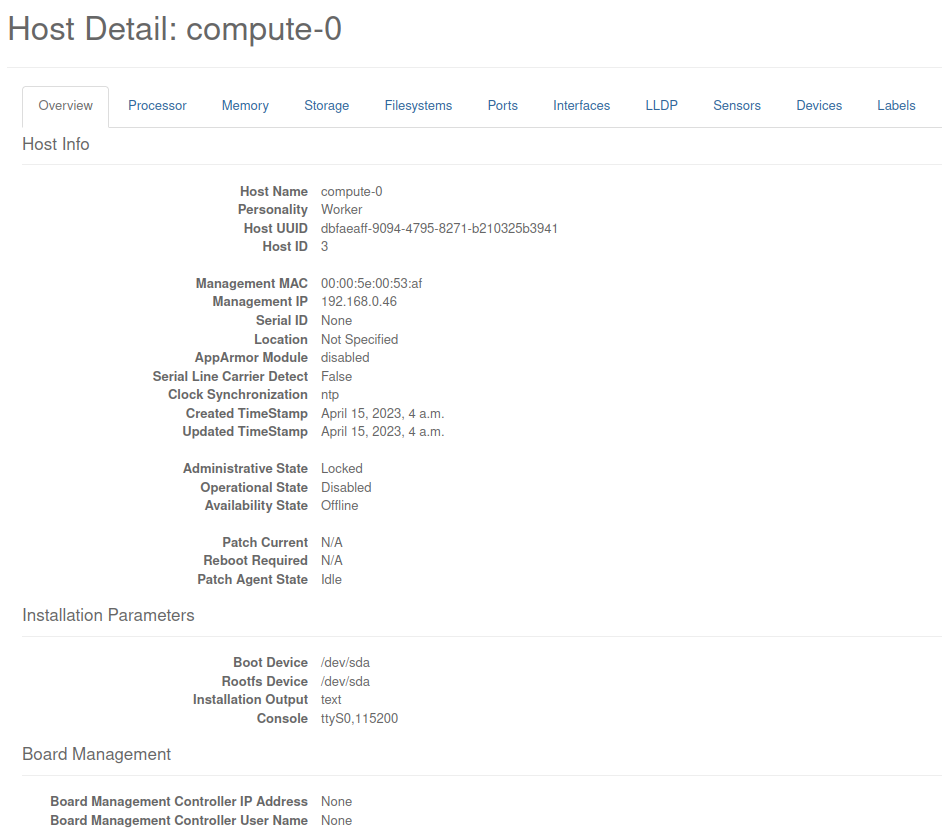 Host Detail: compute-0
Overview Processor Memory Storage Filesystems Ports Interfaces LLDP Sensors Devices Labels
Host Info
Host Name compute-0
Personality Worker
Host UUID dbfaeaff-9094-4795-8271-b210325b3941
Host ID 3
Management MAC 00:00:5e:00:53:af
Management IP 192.168.0.46
Serial ID None
Location Not Specified
AppArmor Module disabled
Serial Line Carrier Detect False
Clock Synchronization ntp
Created TimeStamp April 15, 2023, 4 a.m.
Updated TimeStamp April 15, 2023, 4 a.m.
Administrative State Locked
Operational State Disabled
Availability State Offline
Patch Current N/A
Reboot Required N/A
Patch Agent State Idle
Installation Parameters
Boot Device /dev/sda
Rootfs Device /dev/sda
Installation Output text
Console ttyS0,115200
Board Management
Board Management Controller IP Address None
Board Management Controller User Name None